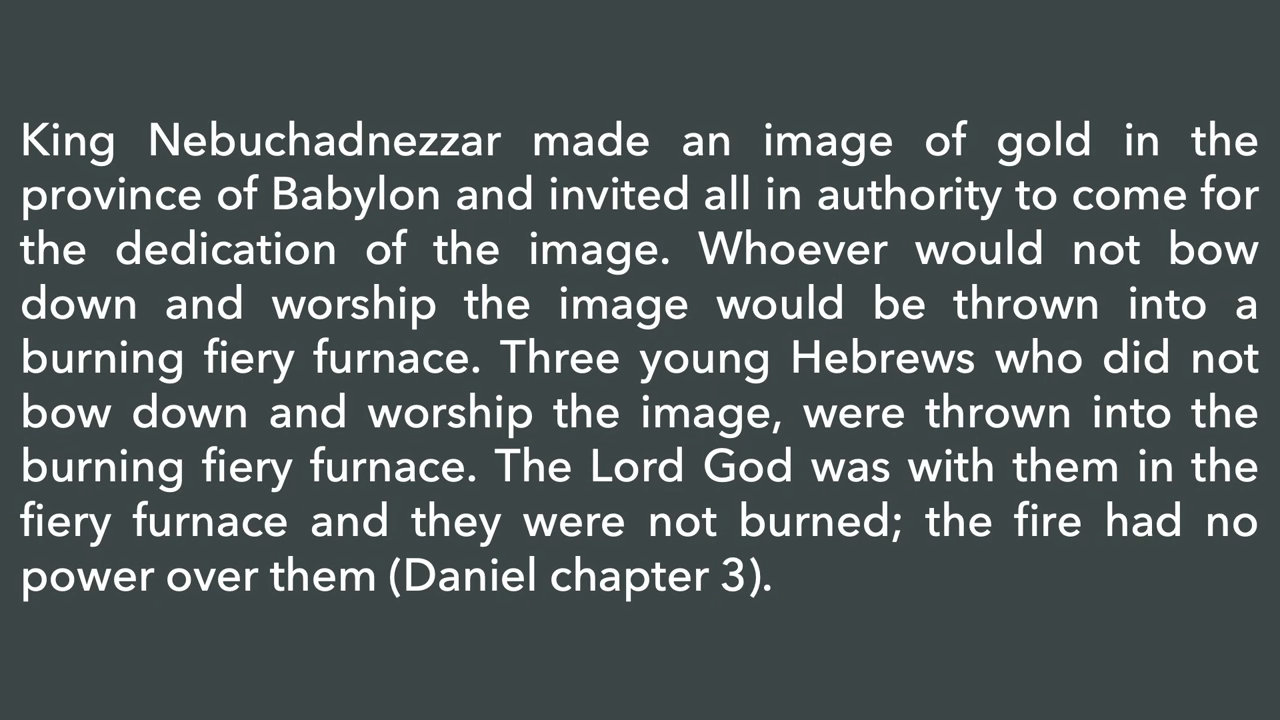 King Nebuchadnezzar made an image of gold in the
province of Babylon and invited all in authority to come for
the dedication of the image. Whoever would not bow
down and worship the image would be thrown into a
burning fiery furnace. Three young Hebrews who did not
bow down and worship the image, were thrown into the
burning fiery furnace. The Lord God was with them in the
fiery furnace and they were not burned; the fire had no
power over them (Daniel chapter 3).